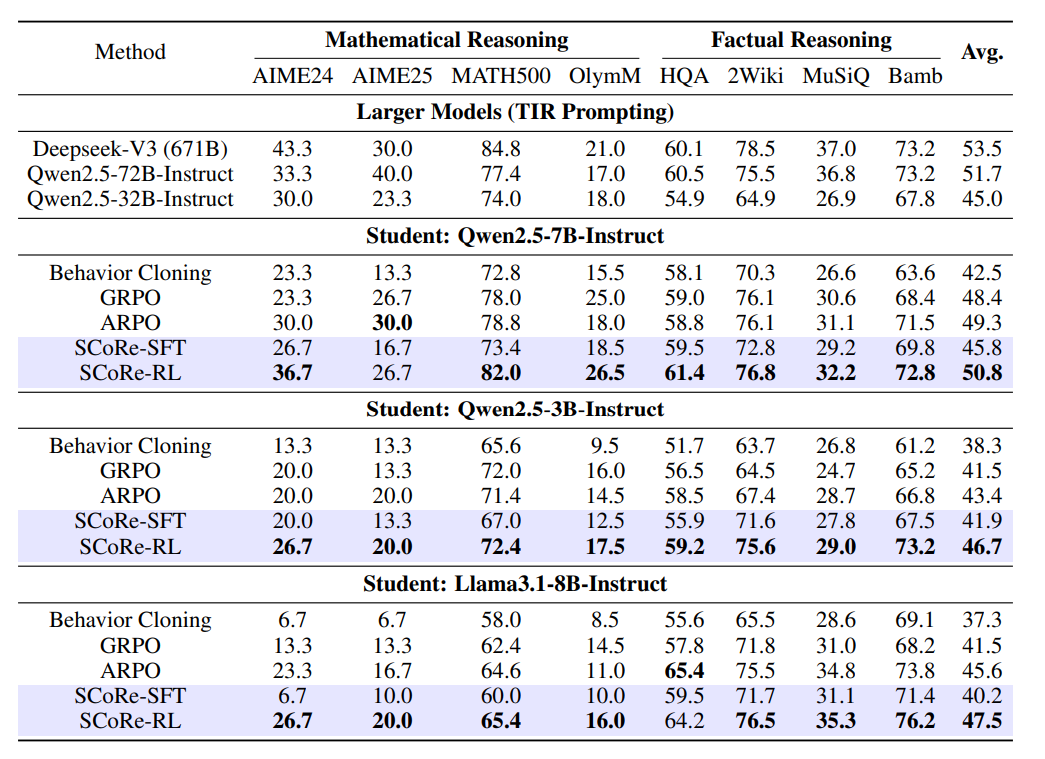 Method Mathematical Reasoning Factual Reasoning Avg.
AIME24 AIME25 MATH500 OlymM HQA 2Wiki MuSiQ Bamb
Larger Models (TIR Prompting)
Deepseek-V3 (671B) 43.3 30.0 84.8 21.0 60.1 78.5 37.0 73.2 53.5
Qwen2.5-72B-Instruct 33.3 40.0 77.4 17.0 60.5 75.5 36.8 73.2 51.7
Qwen2.5-32B-Instruct 30.0 23.3 74.0 18.0 54.9 64.9 26.9 67.8 45.0
Student: Qwen2.5-7B-Instruct
Behavior Cloning 23.3 13.3 72.8 15.5 58.1 70.3 26.6 63.6 42.5
GRPO 23.3 26.7 78.0 25.0 59.0 76.1 30.6 68.4 48.4
ARPO 30.0 30.0 78.8 18.0 58.8 76.1 31.1 71.5 49.3
SCoRe-SFT 26.7 16.7 73.4 18.5 59.5 72.8 29.2 69.8 45.8
SCoRe-RL 36.7 26.7 82.0 26.5 61.4 76.8 32.2 72.8 50.8
Student: Qwen2.5-3B-Instruct
Behavior Cloning 13.3 13.3 65.6 9.5 51.7 63.7 26.8 61.2 38.3
GRPO 20.0 13.3 72.0 16.0 56.5 64.5 24.7 65.2 41.5
ARPO 20.0 20.0 71.4 14.5 58.5 67.4 28.7 66.8 43.4
SCoRe-SFT 20.0 13.3 67.0 12.5 55.9 71.6 27.8 67.5 41.9
SCoRe-RL 26.7 20.0 72.4 17.5 59.2 75.6 29.0 73.2 46.7
Student: Llama3.1-8B-Instruct
Behavior Cloning 6.7 6.7 58.0 8.5 55.6 65.5 28.6 69.1 37.3
GRPO 13.3 13.3 62.4 14.5 57.8 71.8 31.0 68.2 41.5
ARPO 23.3 16.7 64.6 11.0 65.4 75.5 34.8 73.8 45.6
SCoRe-SFT 6.7 10.0 60.0 10.0 59.5 71.7 31.1 71.4 40.2
SCoRe-RL 26.7 20.0 65.4 16.0 64.2 76.5 35.3 76.2 47.5